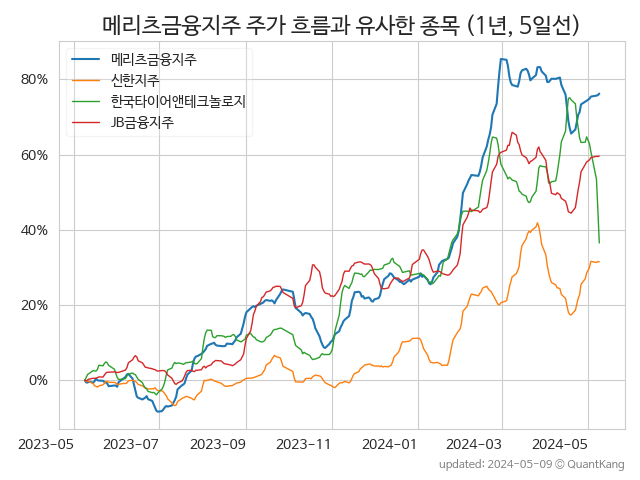 메리츠금융지주 주가 흐름과 유사한 종목 (1년, 5일선)
메리츠금융지주
신한지주
한국타이어앤테크놀로지
JB금융지주
80%
60%
40%
20%
0%
2023-05 2023-07 2023-09 2023-11 2024-01 2024-03 2024-05
updated: 2024-05-09 © QuantKang